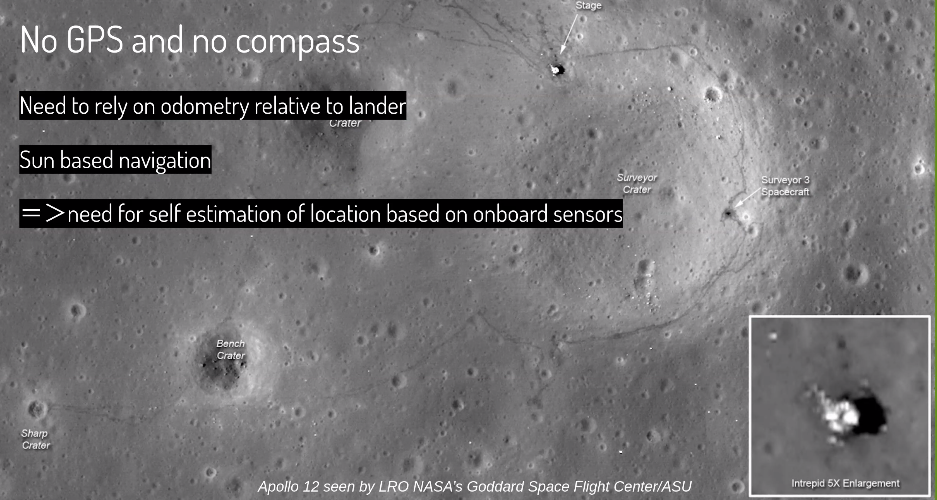 Stage
No GPS and no compass
Need to rely on odometry relative to lander
Crater
Sun based navigation
Surveyor
Crater
Surveyor 3
Spacecraft
=>need for self estimation of location based on onboard sensors
Bench
Crater
Sharp
Crater
Intrepid 5X Enlargement
Apollo 12 seen by LRO NASA's Goddard Space Flight Center/ASU